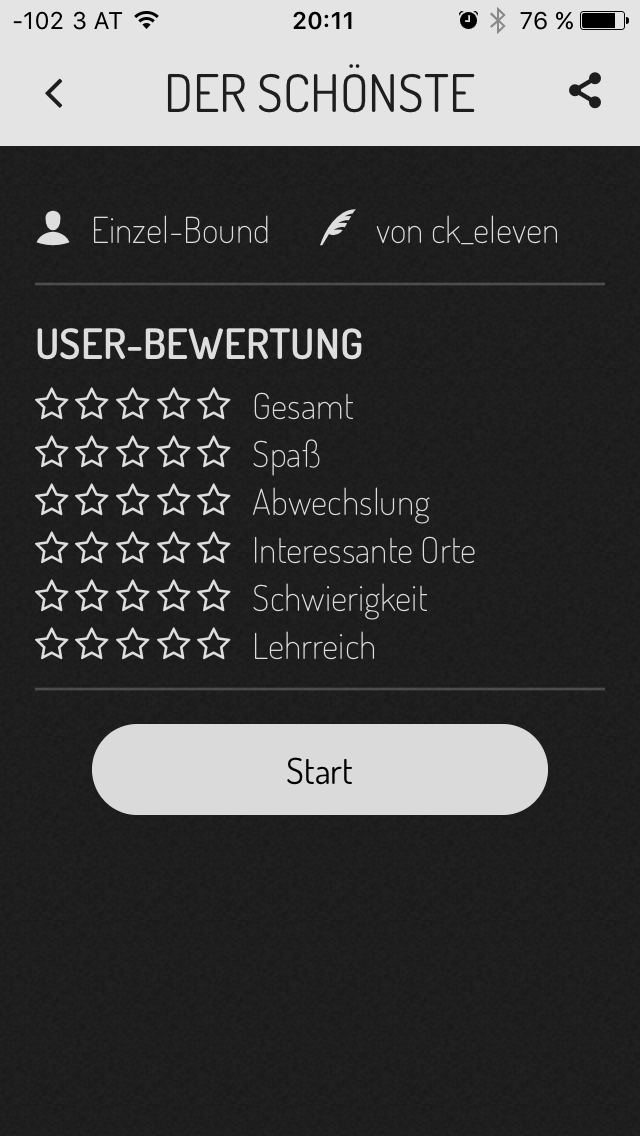 -102 3 AT 20:11 76 %
DER SCHÖNSTE
Einzel-Bound von ck_eleven
USER-BEWERTUNG
Gesamt
Spaß
Abwechslung
Interessante Orte
Schwierigkeit
Lehrreich
Start